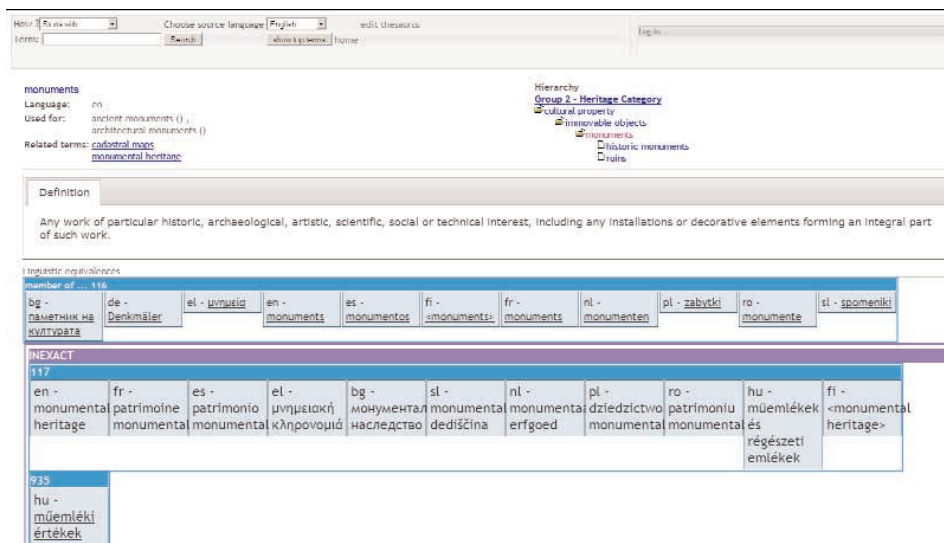 How ? Starts with Choose source language English edit thesaurus
Term: Search show top terms home
log in
monuments
Language: en
Used for: ancient monuments () ,
architectural monuments ()
Related terms: cadastral maps
monumental heritage
Hierarchy
Group 2 - Heritage Category
cultural property
immovable objects
monuments
historic monuments
ruins
Definition
Any work of particular historic, archaeological, artistic, scientific, social or technical interest, including any installations or decorative elements forming an integral part
of such work.
Linguistic equivalences
member of ... 116
bg -
паметник на
културата
de -
Denkmäler
el - μνημεία
en -
monuments
es -
monumentos
fi -
<monuments>
fr -
monuments
nl -
monumenten
pl - zabytki
ro -
monumente
sl - spomeniki
INEXACT
117
en -
monumental
heritage
fr -
patrimoine
monumental
es -
patrimonio
monumental
el -
μνημειακή
κληρονομιά
bg -
монументал
наследство
sl -
monumental
dediščina
nl -
monumenta
erfgoed
pl -
dziedzictwo
monumental
ro -
patrimoniu
monumental
hu -
müemlékek
és
régészeti
emlékek
fi -
<monumental
heritage>
935
hu -
műemléki
értékek